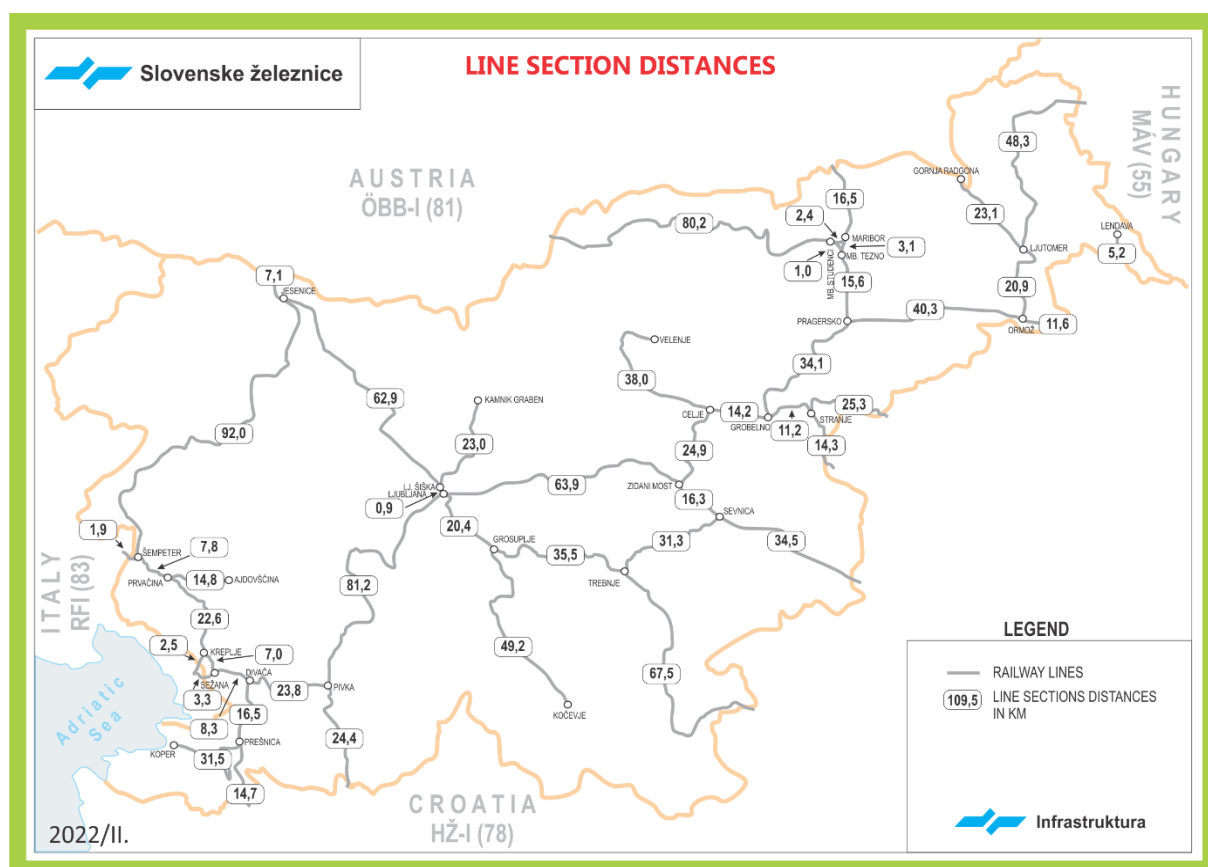 Slovenske železnice
LINE SECTION DISTANCES
HUNGARY
MÁV (55)
AUSTRIA
ÖBB-I (81)
48,3
GORNJA RADGONA
16,5
23,1
2,4
80,2
MARIBOR
LENDAVA
3,1
LJUTOMER
MB. TEZNO
5,2
1,0
MB. STUDENCI
7,1
15,6
20,9
JESENICE
40,3
PRAGERSKO
11,6
ORMOŽ
VELENJE
34,1
38,0
62,9
KAMNIK GRABEN
25,3
CELJE
14,2
GROBELNO
STRANJE
11,2
92,0
23,0
24,9
14,3
LJ. ŠIŠKA
63,9
ZIDANI MOST
LJUBLJANA
0,9
16,3
SEVNICA
20,4
1,9
GROSUPLJE
31,3
34,5
7,8
ŠEMPETER
35,5
TREBNJE
PRVAČINA
14,8
AJDOVŠČINA
81,2
ITALY
RFI (83)
22,6
LEGEND
2,5
KREPLJE
7,0
49,2
RAILWAY LINES
DIVAČA
SEŽANA
23,8
PIVKA
67,5
109,5
LINE SECTIONS DISTANCES
IN KM
3,3
Adriatic
Sea
16,5
KOČEVJE
8,3
24,4
PREŠNICA
KOPER
31,5
14,7
CROATIA
HŽ-I (78)
2022/II.
Infrastruktura